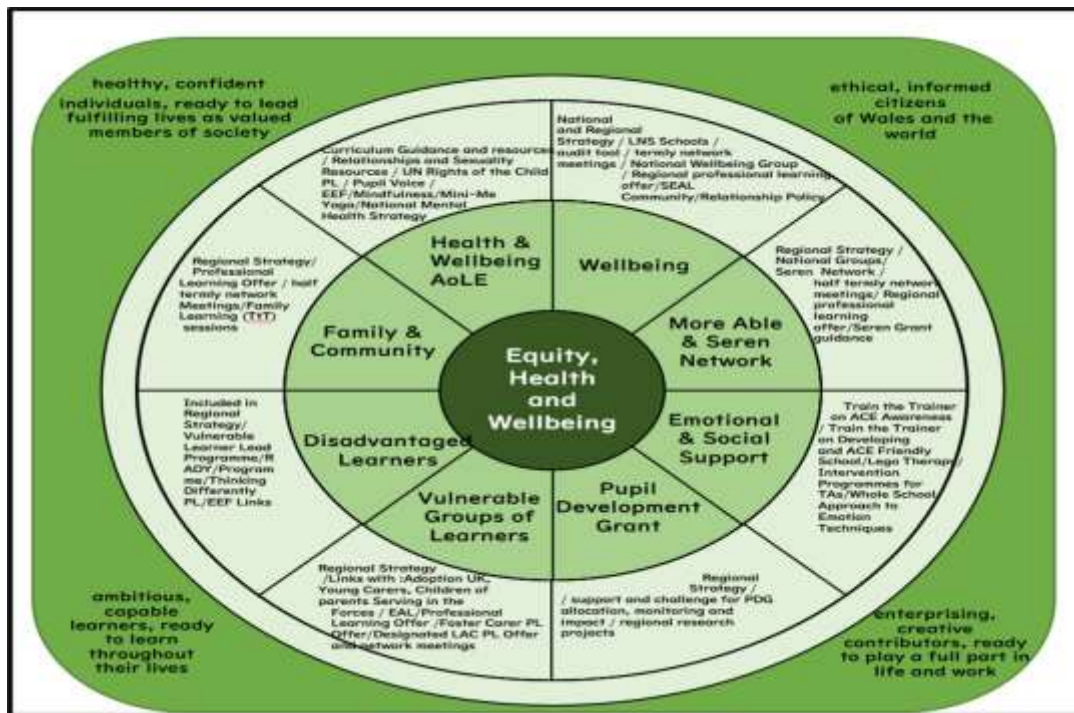 healthy, confident
individuals, ready to lead
fulfilling lives as valued
members of society
ethical, informed
citizens
of Wales and the
world
Curriculum Guidance and resources
/ Relationships and Sexuality
Resources / UN Rights of the Child
PL / Pupil Voice /
EEF/Mindfulness/Mini-Me
Yoga/National Mental
Health Strategy
National
and Regional
Strategy / LNS Schools /
audit tool / termly network
meetings / National Wellbeing Group
/ Regional professional learning
offer/SEAL
Community/Relationship Policy
Health &
Wellbeing
AoLE
Wellbeing
Regional Strategy/
Professional
Learning Offer / half
termly network
Meetings/Family
Learning (TtT)
sessions
Regional Strategy /
National Groups/
Seren Network /
half termly network
meetings/ Regional
professional
learning
offer/Seren Grant
guidance
Family &
Community
More Able
& Seren
Network
Equity,
Health
and
Wellbeing
Included in
Regional
Strategy/
Vulnerable
Learner Lead
Programme/R
ADY/Program
me/Thinking
Differently
PL/EEF Links
Disadvantaged
Learners
Emotional
& Social
Support
Train the Trainer
on ACE Awareness
/ Train the Trainer
on Developing
and ACE Friendly
School/Lego Therapy/
Intervention
Programmes for
TAs/Whole School
Approach to
Emotion
Techniques
Vulnerable
Groups of
Learners
Pupil
Development
Grant
Regional Strategy
/Links with :Adoption UK,
Young Carers, Children of
parents Serving in the
Forces / EAL/Professional
Learning Offer /Foster Carer PL
Offer/Designated LAC PL Offer
and network meetings
Regional
Strategy /
/ support and challenge for PDG
allocation, monitoring and
impact / regional research
projects
ambitious,
capable
learners, ready
to learn
throughout
their lives
enterprising,
creative
contributors, ready
to play a full part in
life and work